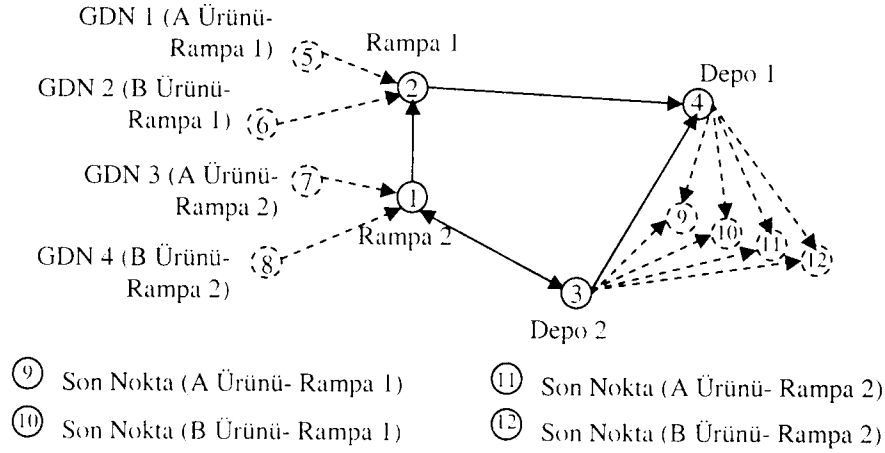 GDN 1 (A Ürünü-
Rampa 1)
5
Rampa 1
GDN 2 (B Ürünü-
Rampa 1)
6
2
Depo 1
4
GDN 3 (A Ürünü-
Rampa 2)
7
1
Rampa 2
GDN 4 (B Ürünü-
Rampa 2)
8
9
10
11
12
3
Depo 2
9 Son Nokta (A Ürünü- Rampa 1)
10 Son Nokta (B Ürünü- Rampa 1)
11 Son Nokta (A Ürünü- Rampa 2)
12 Son Nokta (B Ürünü- Rampa 2)